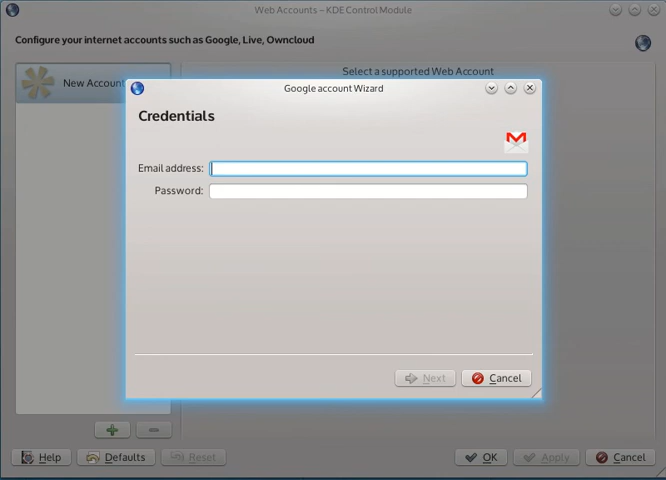 Web Accounts – KDE Control Module
Configure your internet accounts such as Google, Live, Owncloud
New Account
Select a supported Web Account
Google account Wizard
Credentials
Email address:
Password:
Next
Cancel
Help
Defaults
Reset
OK
Apply
Cancel